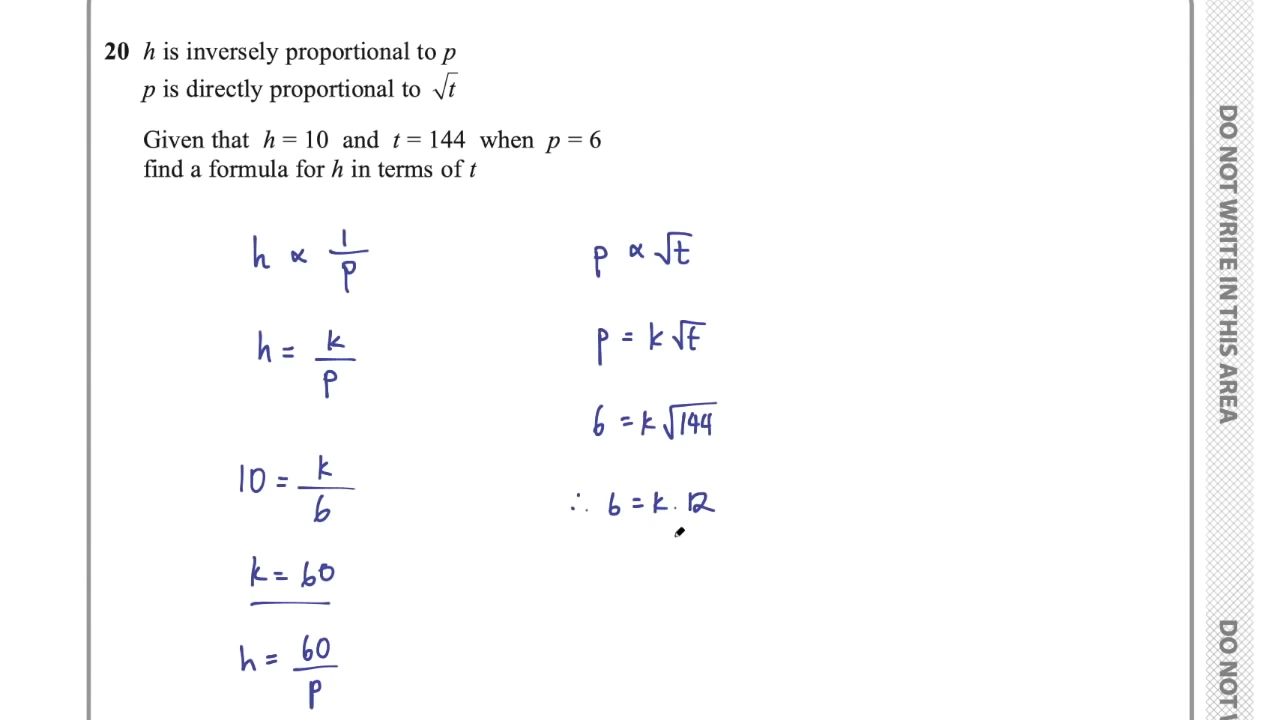 20 h is inversely proportional to p
p is directly proportional to √t
Given that h = 10 and t = 144 when p = 6
find a formula for h in terms of t
h ∝ 1/p
h = k/p
10 = k/6
k = 60
h = 60/p
p ∝ √t
p = k√t
6 = k√144
∴ 6 = k · 12
DO NOT WRITE IN THIS AREA
DO NOT